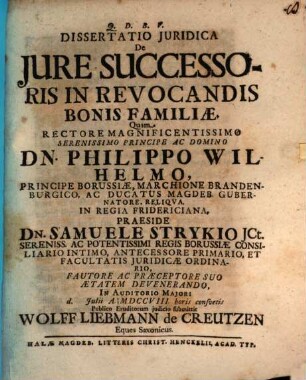 Q. D. B. V.
DISSERTATIO JURIDICA
De
JURE SUCCESSO-
RIS IN REVOCANDIS
BONIS FAMILIÆ,
Quam
RECTORE MAGNIFICENTISSIMO
SERENISSIMO PRINCIPE AC DOMINO
DN. PHILIPPO WIL-
HELMO,
PRINCIPE BORUSSIÆ, MARCHIONE BRANDEN-
BURGICO, AC DUCATUS MAGDEB. GUBER-
NATORE, RELIQVA.
IN REGIA FRIDERICIANA,
PRAESIDE
DN. SAMUELE STRYKIO JCt.
SERENISS. AC POTENTISSIMI REGIS BORUSSIÆ CONSI-
LIARIO INTIMO, ANTECESSORE PRIMARIO, ET
FACULTATIS JURIDICÆ ORDINA-
RIO,
FAUTORE AC PRÆCEPTORE SUO
ÆTATEM DEVENERANDO,
IN AUDITORIO MAJORI
d. Julii A. MDCCVIII. horis consvetis
Publico Eruditorum judicio submittit
WOLFF LIEBMANN de CREUTZEN
Eques Saxonicus.
HALÆ MAGDEB. LITTERIS CHRIST. HENCKELII, ACAD. TYP.